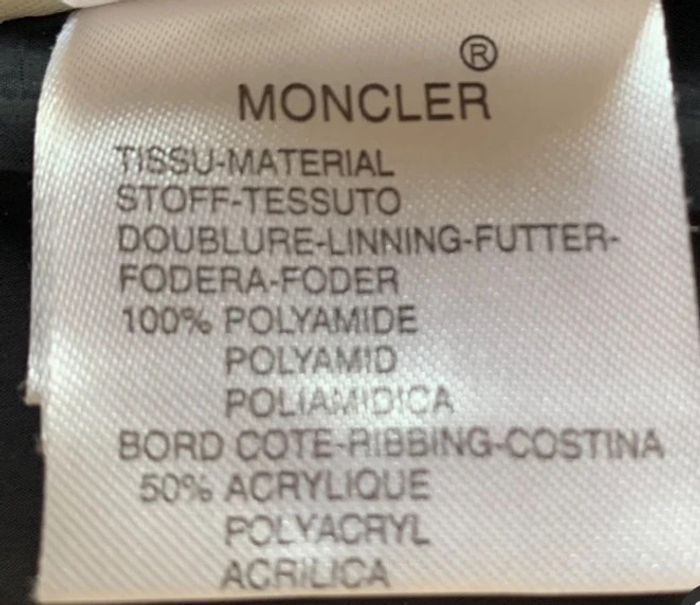 ®
MONCLER
TISSU-MATERIAL
STOFF-TESSUTO
DOUBLURE-LINNING-FUTTER-
FODERA-FODER
100% POLYAMIDE
POLYAMID
POLIAMIDICA
BORD COTE-RIBBING-COSTINA
50% ACRYLIQUE
POLYACRYL
ACRILICA